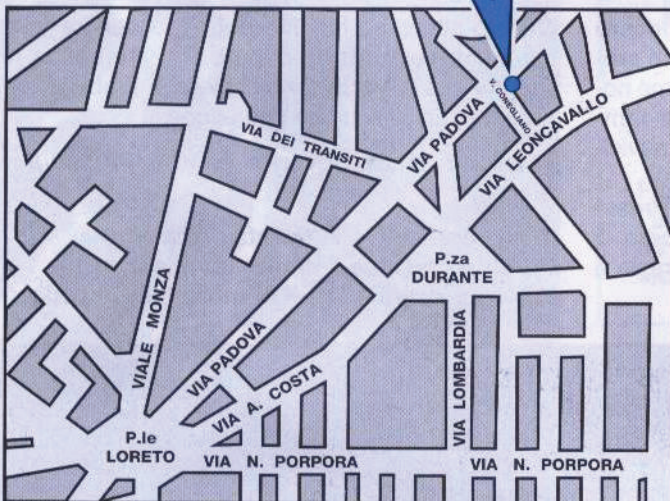 V. CONEGLIANO
VIA PADOVA
VIA LEONCAVALLO
VIA DEI TRANSITI
P.za
DURANTE
VIALE MONZA
VIA PADOVA
VIA A. COSTA
VIA LOMBARDIA
P.le
LORETO
VIA N. PORPORA
VIA N. PORPORA